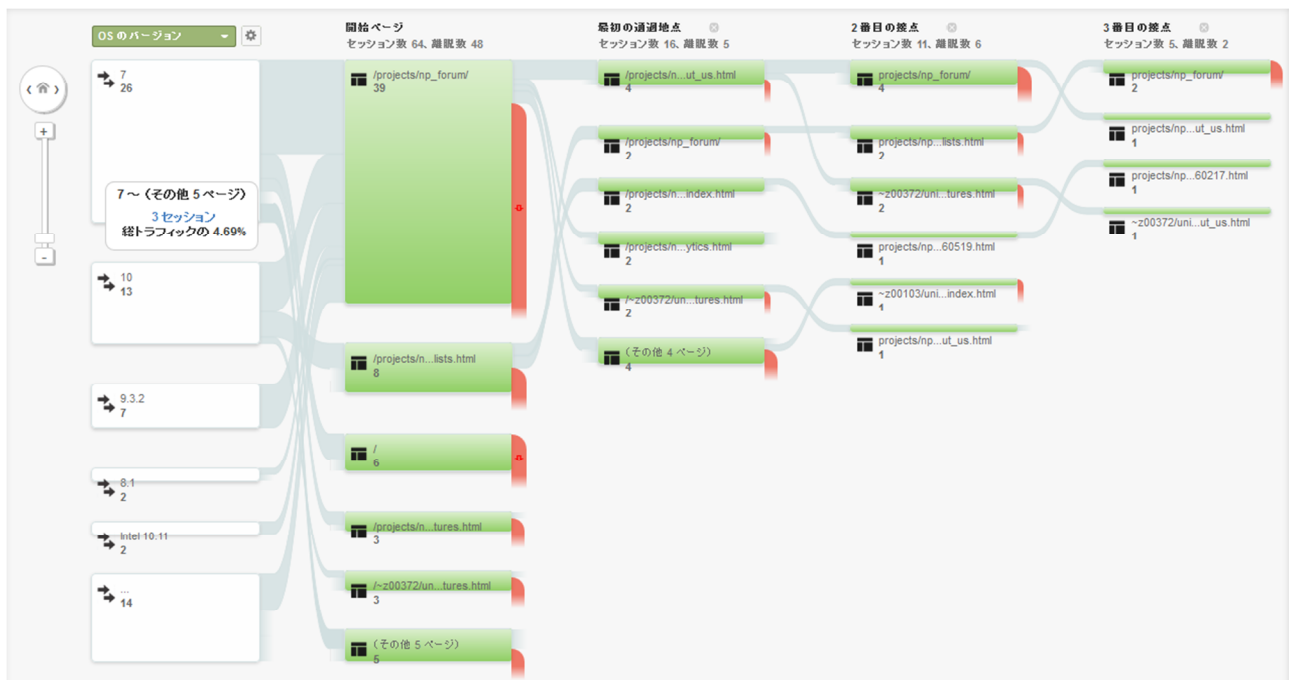 OS のバージョン
7
26
7 ~ (その他 5 ページ)
3 セッション
総トラフィックの 4.69%
10
13
9.3.2
7
8.1
2
Intel 10.11
2
...
14
+
-
開始ページ
セッション数 64、離脱数 48
/projects/np_forum/
39
/projects/n...lists.html
8
/
6
/projects/n...tures.html
3
/~z00372/un...tures.html
3
(その他 5 ページ)
5
最初の通過地点
セッション数 16、離脱数 5
/projects/n...ut_us.html
4
/projects/np_forum/
2
/projects/n...index.html
2
/projects/n...ytics.html
2
/~z00372/un...tures.html
2
(その他 4 ページ)
4
2 番目の接点
セッション数 11、離脱数 6
projects/np_forum/
4
projects/np...lists.html
2
~z00372/uni...tures.html
2
projects/np...60519.html
1
~z00103/uni...index.html
1
projects/np...ut_us.html
1
3 番目の接点
セッション数 5、離脱数 2
projects/np_forum/
2
projects/np...ut_us.html
1
projects/np...60217.html
1
~z00372/uni...ut_us.html
1